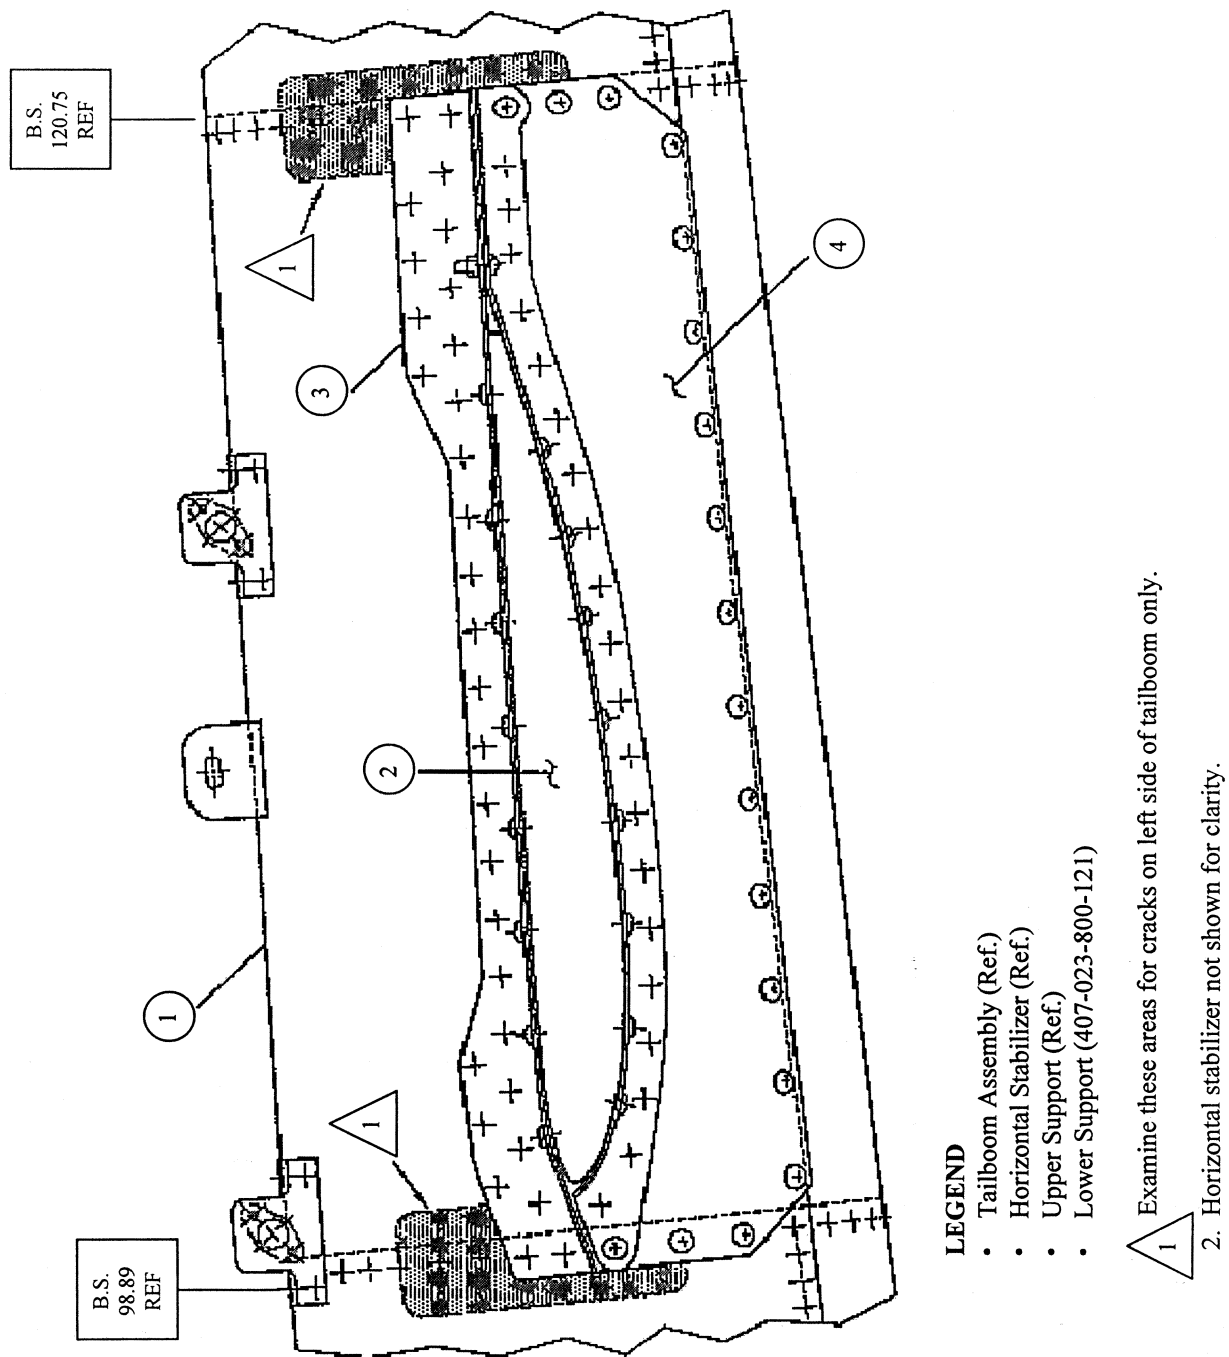 B.S.
98.89
REF
B.S.
120.75
REF
1
1
1
2
3
4
LEGEND
• Tailboom Assembly (Ref.)
• Horizontal Stabilizer (Ref.)
• Upper Support (Ref.)
• Lower Support (407-023-800-121)
1 Examine these areas for cracks on left side of tailboom only.
2. Horizontal stabilizer not shown for clarity.